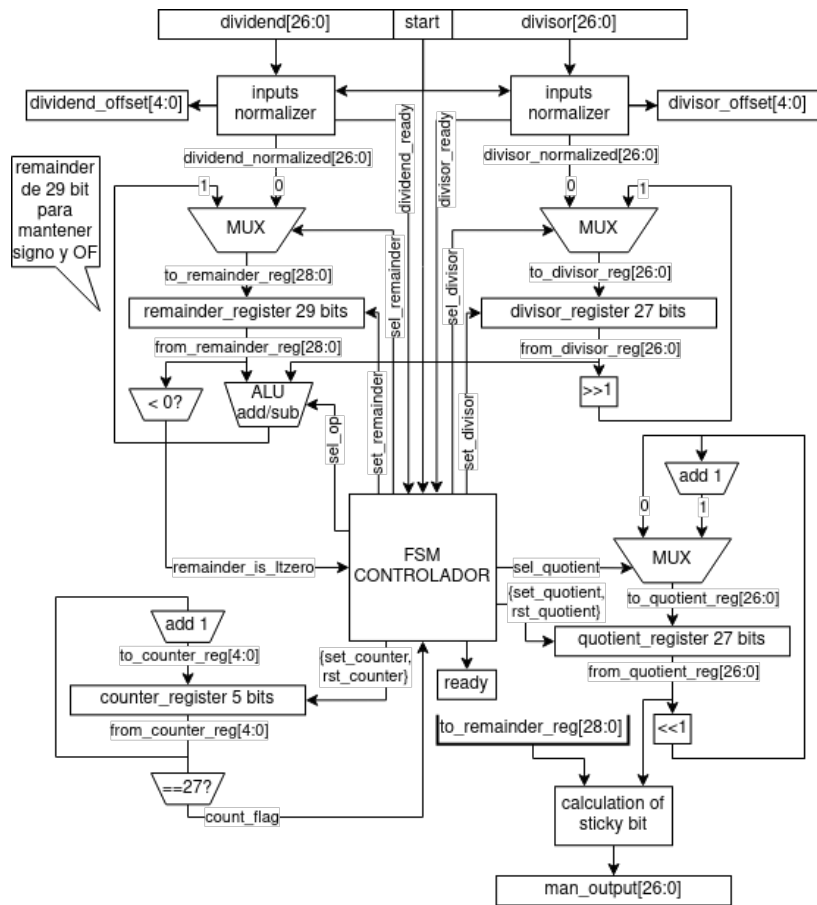 dividend[26:0]
start
divisor[26:0]
inputs
normalizer
inputs
normalizer
dividend_offset[4:0]
divisor_offset[4:0]
dividend_ready
divisor_ready
dividend_normalized[26:0]
divisor_normalized[26:0]
remainder
de 29 bit
para
mantener
signo y OF
1
0
0
1
MUX
MUX
to_remainder_reg[28:0]
to_divisor_reg[26:0]
sel_remainder
sel_divisor
remainder_register 29 bits
divisor_register 27 bits
from_remainder_reg[28:0]
from_divisor_reg[26:0]
< 0?
ALU
add/sub
>>1
sel_op
set_remainder
set_divisor
add 1
0
1
FSM
CONTROLADOR
MUX
remainder_is_ltzero
sel_quotient
to_quotient_reg[26:0]
{set_quotient,
rst_quotient}
add 1
quotient_register 27 bits
to_counter_reg[4:0]
{set_counter,
rst_counter}
from_quotient_reg[26:0]
ready
counter_register 5 bits
to_remainder_reg[28:0]
<<1
from_counter_reg[4:0]
==27?
count_flag
calculation of
sticky bit
man_output[26:0]